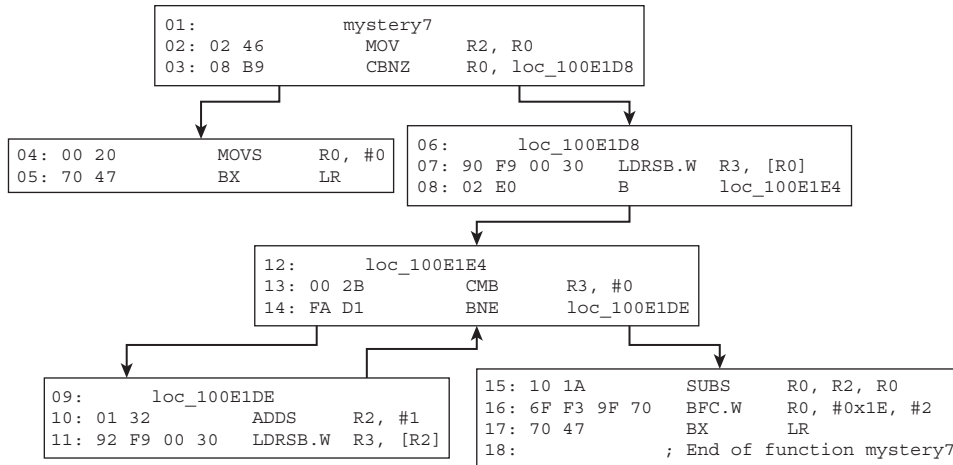 01: mystery7
02: 02 46 MOV R2, R0
03: 08 B9 CBNZ R0, loc_100E1D8
04: 00 20 MOVS R0, #0
05: 70 47 BX LR
06: loc_100E1D8
07: 90 F9 00 30 LDRSB.W R3, [R0]
08: 02 E0 B loc_100E1E4
12: loc_100E1E4
13: 00 2B CMB R3, #0
14: FA D1 BNE loc_100E1DE
09: loc_100E1DE
10: 01 32 ADDS R2, #1
11: 92 F9 00 30 LDRSB.W R3, [R2]
15: 10 1A SUBS R0, R2, R0
16: 6F F3 9F 70 BFC.W R0, #0x1E, #2
17: 70 47 BX LR
18: ; End of function mystery7